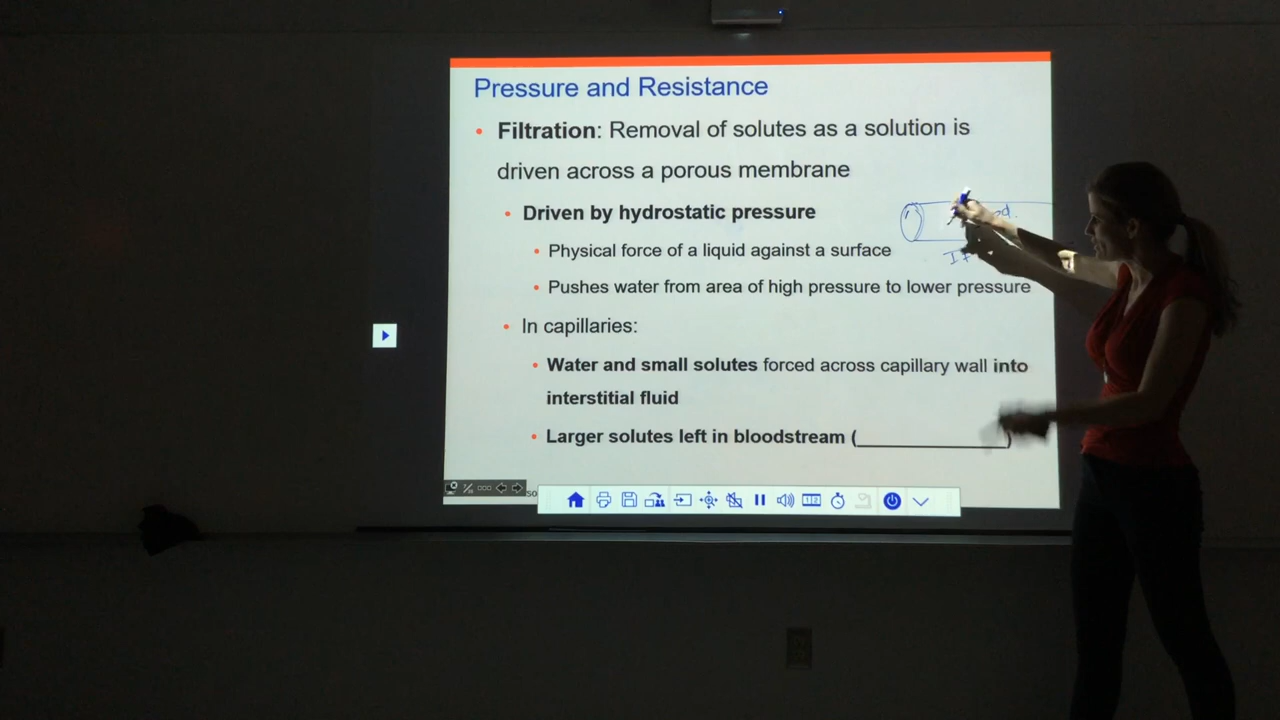 Pressure and Resistance
• Filtration: Removal of solutes as a solution is
driven across a porous membrane
• Driven by hydrostatic pressure
• Physical force of a liquid against a surface
• Pushes water from area of high pressure to lower pressure
• In capillaries:
• Water and small solutes forced across capillary wall into
interstitial fluid
• Larger solutes left in bloodstream (____________)